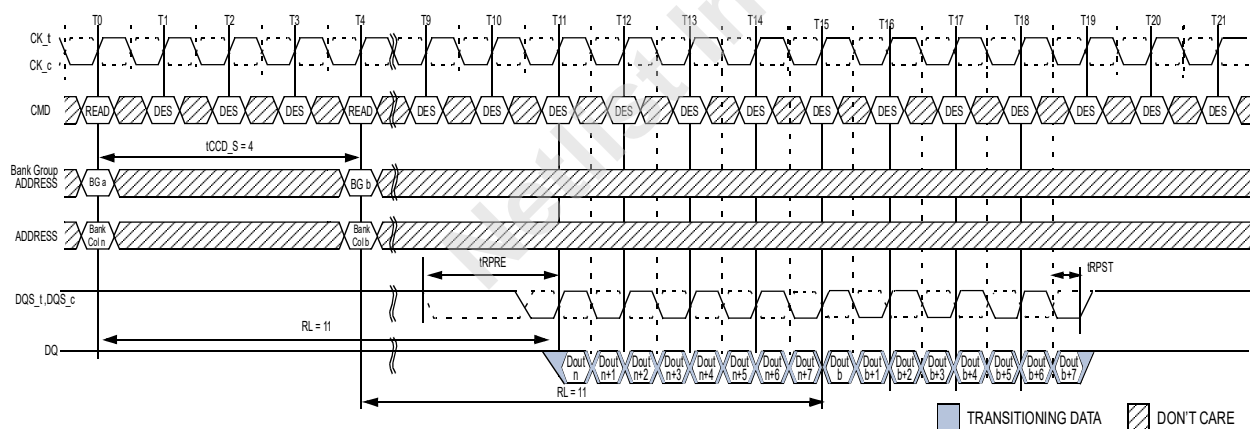 T0 T1 T2 T3 T4 T9 T10 T11 T12 T13 T14 T15 T16 T17 T18 T19 T20 T21
CK_t
CK_c
CMD READ DES DES DES READ DES DES DES DES DES DES DES DES DES DES DES DES DES
tCCD_S = 4
Bank Group
ADDRESS BG a BG b
ADDRESS Bank
Col n Bank
Col b
tRPRE tRPST
DQS_t,DQS_c
RL = 11
DQ Dout
n Dout
n+1 Dout
n+2 Dout
n+3 Dout
n+4 Dout
n+5 Dout
n+6 Dout
n+7 Dout
b Dout
b+1 Dout
b+2 Dout
b+3 Dout
b+4 Dout
b+5 Dout
b+6 Dout
b+7
RL = 11
TRANSITIONING DATA DON'T CARE
Netlist In